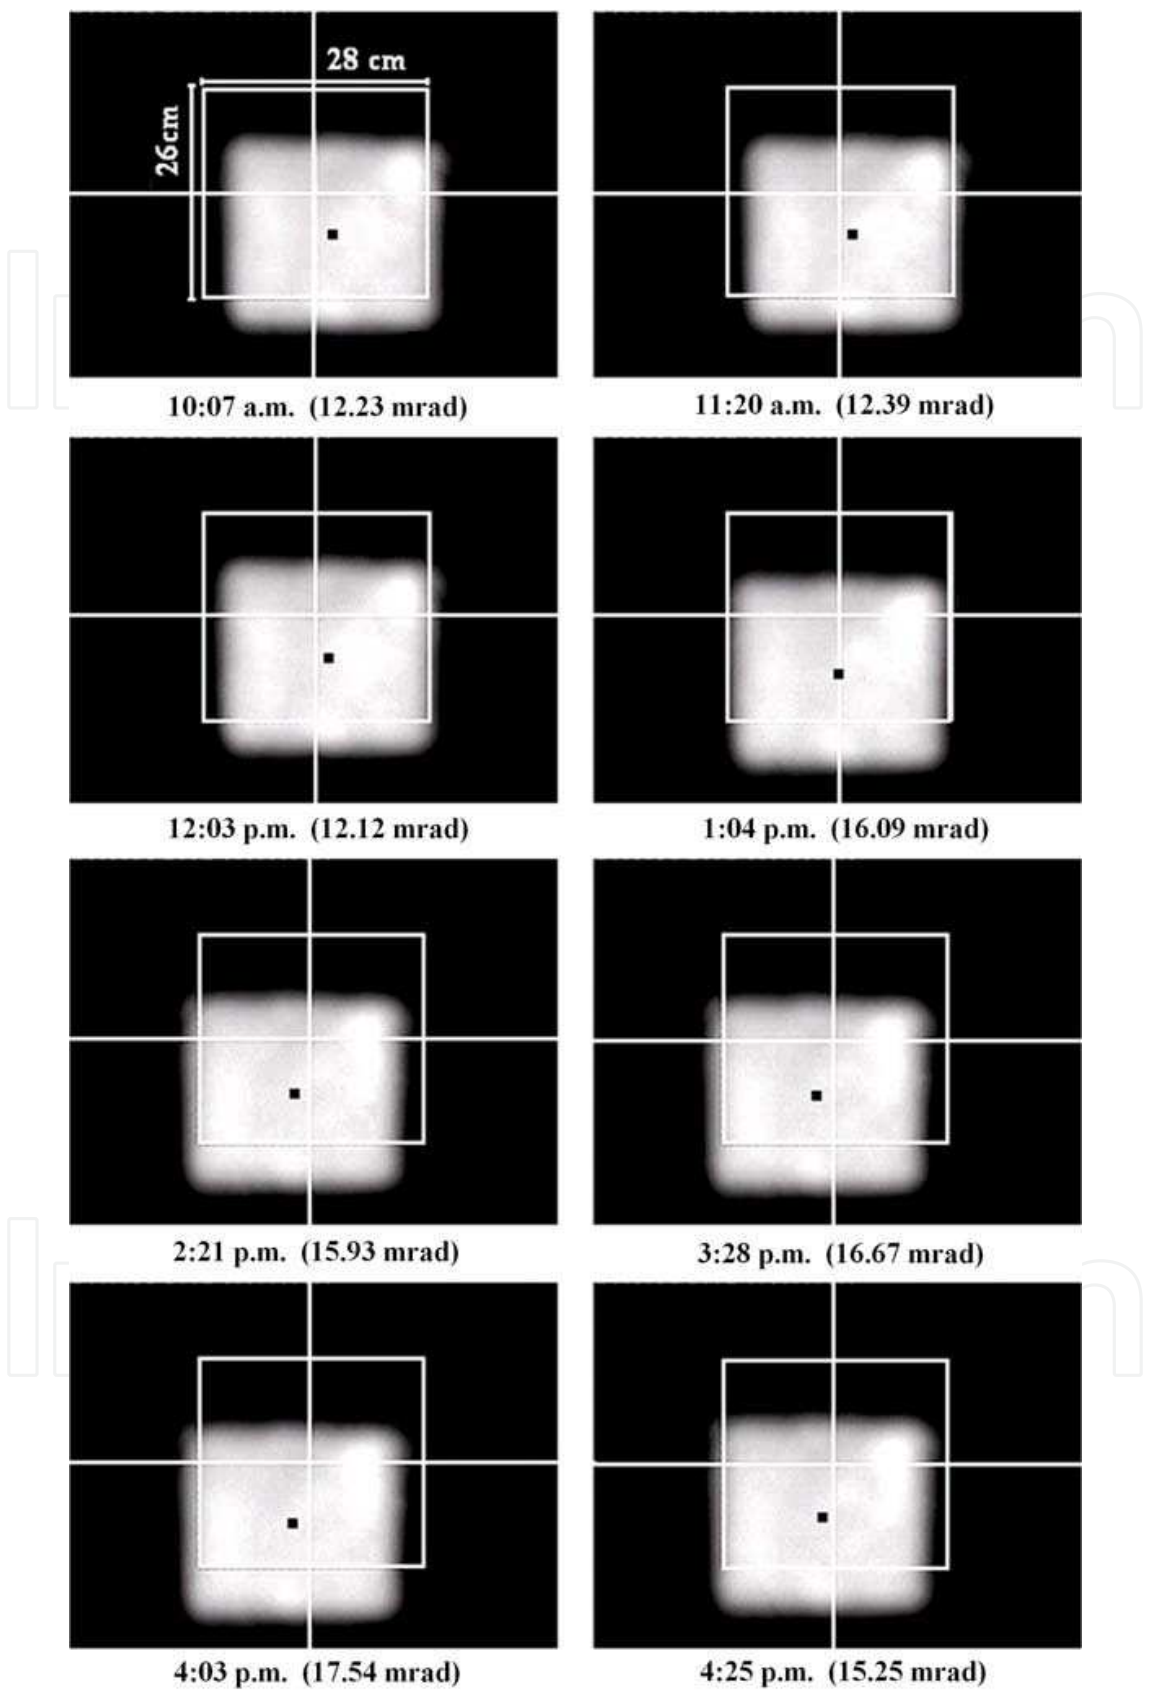 28 cm
26cm
10:07 a.m. (12.23 mrad)
11:20 a.m. (12.39 mrad)
12:03 p.m. (12.12 mrad)
1:04 p.m. (16.09 mrad)
2:21 p.m. (15.93 mrad)
3:28 p.m. (16.67 mrad)
4:03 p.m. (17.54 mrad)
4:25 p.m. (15.25 mrad)